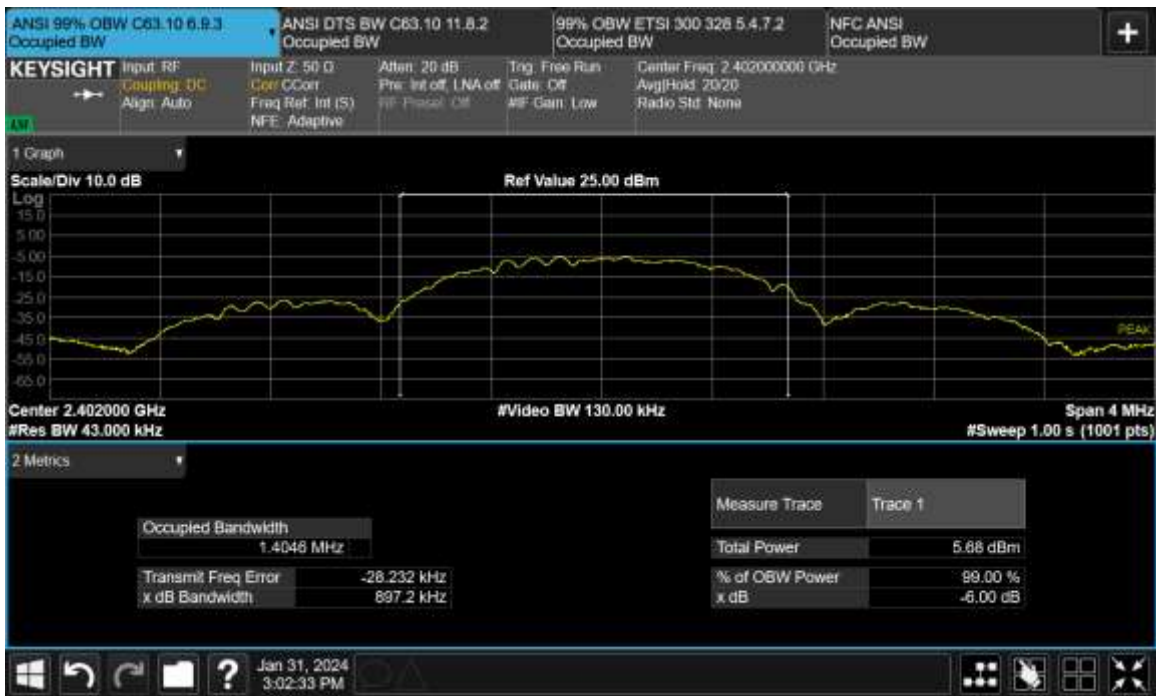 ANSI 99% OBW C63.10 6.9.3
Occupied BW
ANSI DTS BW C63.10 11.8.2
Occupied BW
99% OBW ETSI 300 328 5.4.7.2
Occupied BW
NFC ANSI
Occupied BW
KEYSIGHT
Input: RF
Coupling: DC
Align: Auto
Input Z: 50 Ω
Corr CCorr
Freq Ref: Int (S)
NFE: Adaptive
Atten: 20 dB
Pre: Int off, LNA off
RF Presel: Off
Trig: Free Run
Gate: Off
#IF Gain: Low
Center Freq: 2.402000000 GHz
Avg|Hold: 20/20
Radio Std: None
1 Graph
Scale/Div 10.0 dB
Ref Value 25.00 dBm
Log
15.0
5.00
-5.00
-15.0
-25.0
-35.0
-45.0
-55.0
-65.0
PEAK
Center 2.402000 GHz
#Video BW 130.00 kHz
Span 4 MHz
#Res BW 43.000 kHz
#Sweep 1.00 s (1001 pts)
2 Metrics
Measure Trace
Trace 1
Occupied Bandwidth
1.4046 MHz
Total Power
5.68 dBm
Transmit Freq Error
-28.232 kHz
% of OBW Power
99.00 %
x dB Bandwidth
897.2 kHz
x dB
-6.00 dB
?
Jan 31, 2024
3:02:33 PM